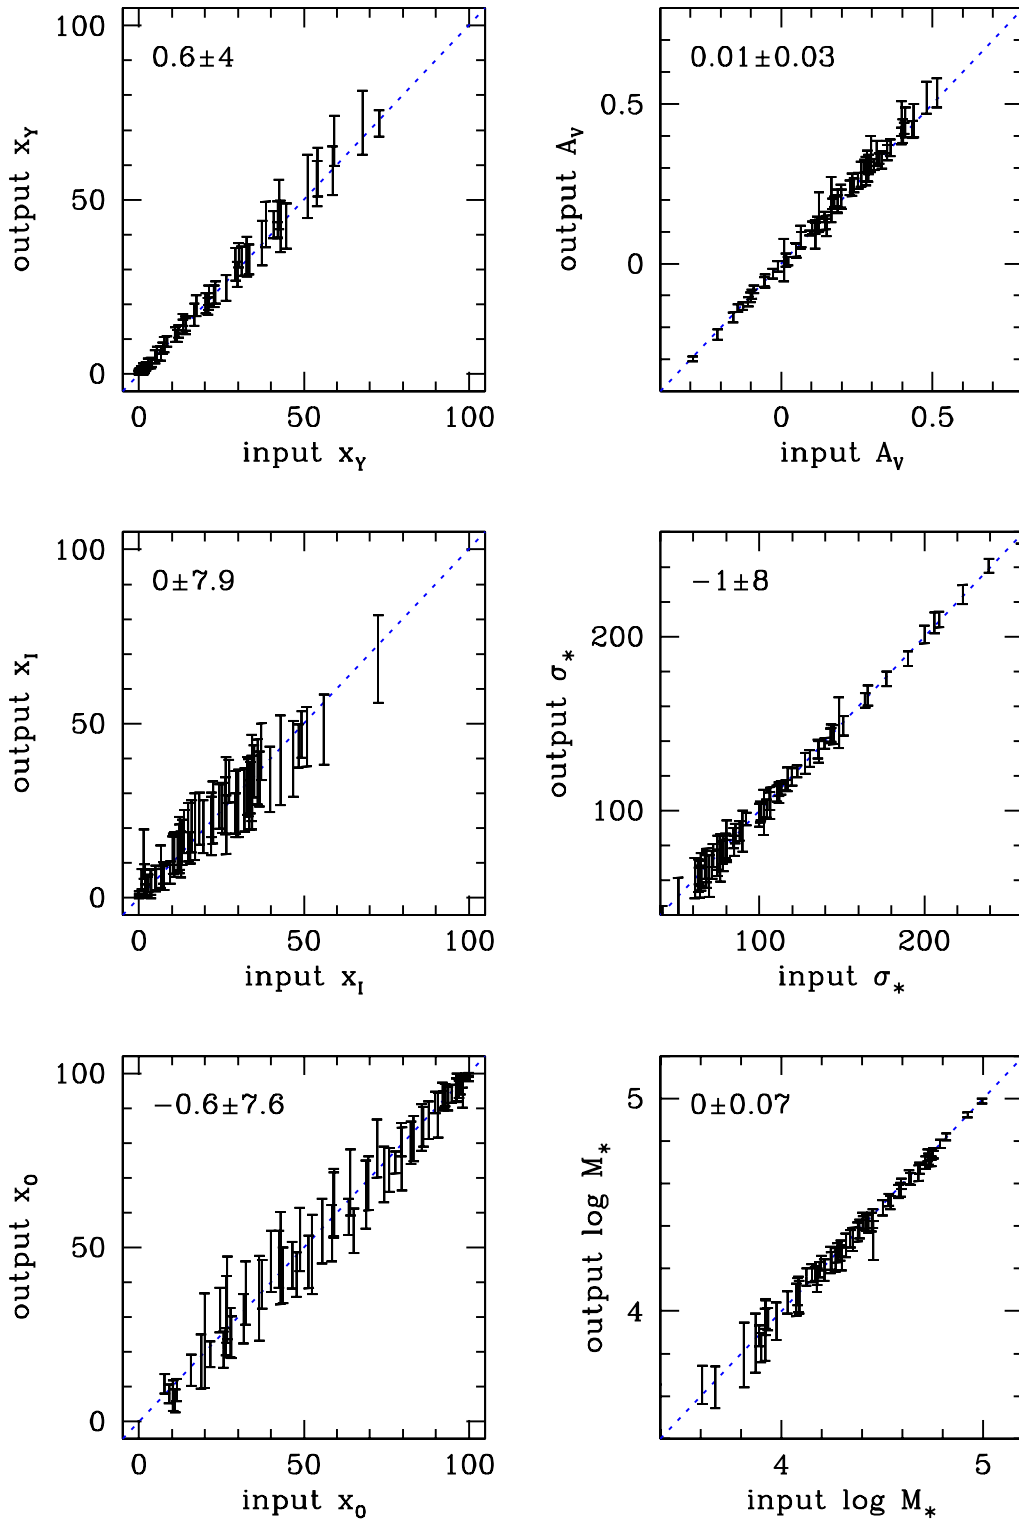 100
50
0
0 50 100
0.6±4
output x_Y
input x_Y
0.5
0
0 0.5
0.01±0.03
output A_V
input A_V
100
50
0
0 50 100
0±7.9
output x_I
input x_I
200
100
100 200
−1±8
output σ_*
input σ_*
100
50
0
0 50 100
−0.6±7.6
output x_O
input x_O
5
4
4 5
0±0.07
output log M_*
input log M_*